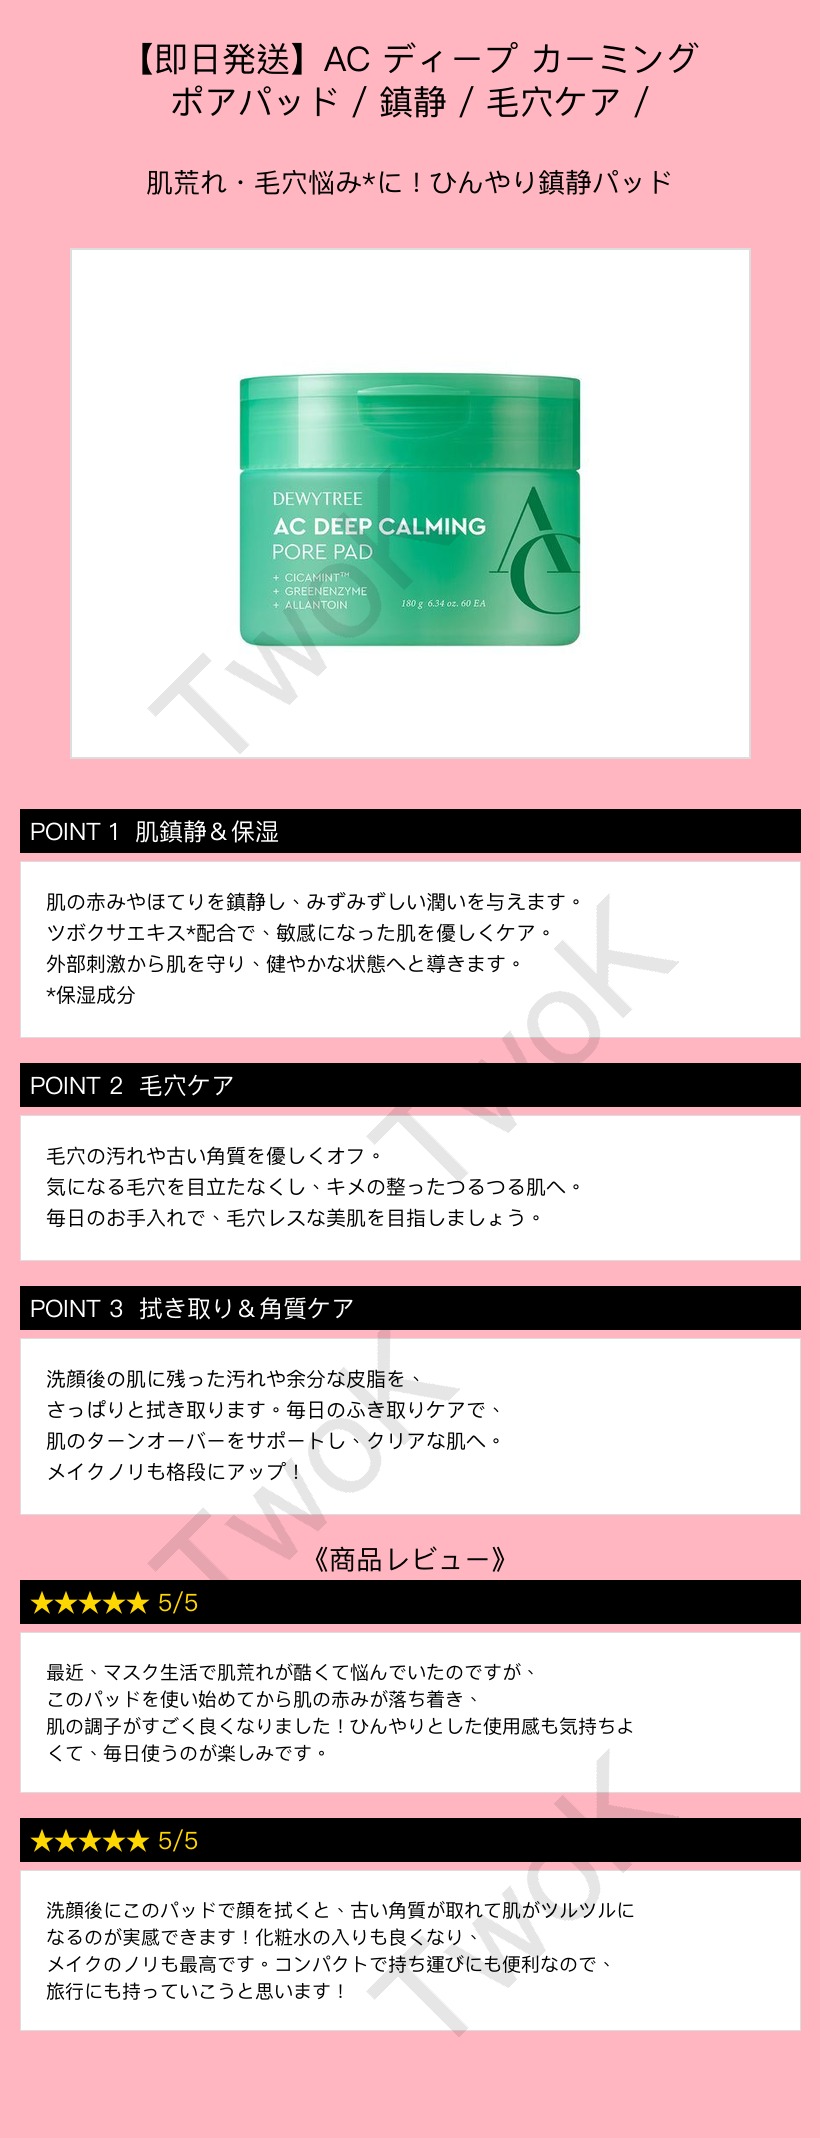 【即日発送】AC ディープ カーミング
ポアパッド / 鎮静 / 毛穴ケア /
肌荒れ・毛穴悩み*に！ひんやり鎮静パッド
DEWYTREE
AC DEEP CALMING
PORE PAD
+ CICAMINT™
+ GREENENZYME
+ ALLANTOIN
180 g 6.34 oz. 60 EA
AC
TwoK
POINT 1 肌鎮静＆保湿
肌の赤みやほてりを鎮静し、みずみずしい潤いを与えます。
ツボクサエキス*配合で、敏感になった肌を優しくケア。
外部刺激から肌を守り、健やかな状態へと導きます。
*保湿成分
TwoK
POINT 2 毛穴ケア
毛穴の汚れや古い角質を優しくオフ。
気になる毛穴を目立たなくし、キメの整ったつるつる肌へ。
毎日のお手入れで、毛穴レスな美肌を目指しましょう。
POINT 3 拭き取り＆角質ケア
洗顔後の肌に残った汚れや余分な皮脂を、
さっぱりと拭き取ります。毎日のふき取りケアで、
肌のターンオーバーをサポートし、クリアな肌へ。
メイクノリも格段にアップ！
TwoK
《商品レビュー》
★★★★★ 5/5
最近、マスク生活で肌荒れが酷くて悩んでいたのですが、
このパッドを使い始めてから肌の赤みが落ち着き、
肌の調子がすごく良くなりました！ひんやりとした使用感も気持ちよ
くて、毎日使うのが楽しみです。
★★★★★ 5/5
洗顔後にこのパッドで顔を拭くと、古い角質が取れて肌がツルツルに
なるのが実感できます！化粧水の入りも良くなり、
メイクのノリも最高です。コンパクトで持ち運びにも便利なので、
旅行にも持っていこうと思います！
TwoK